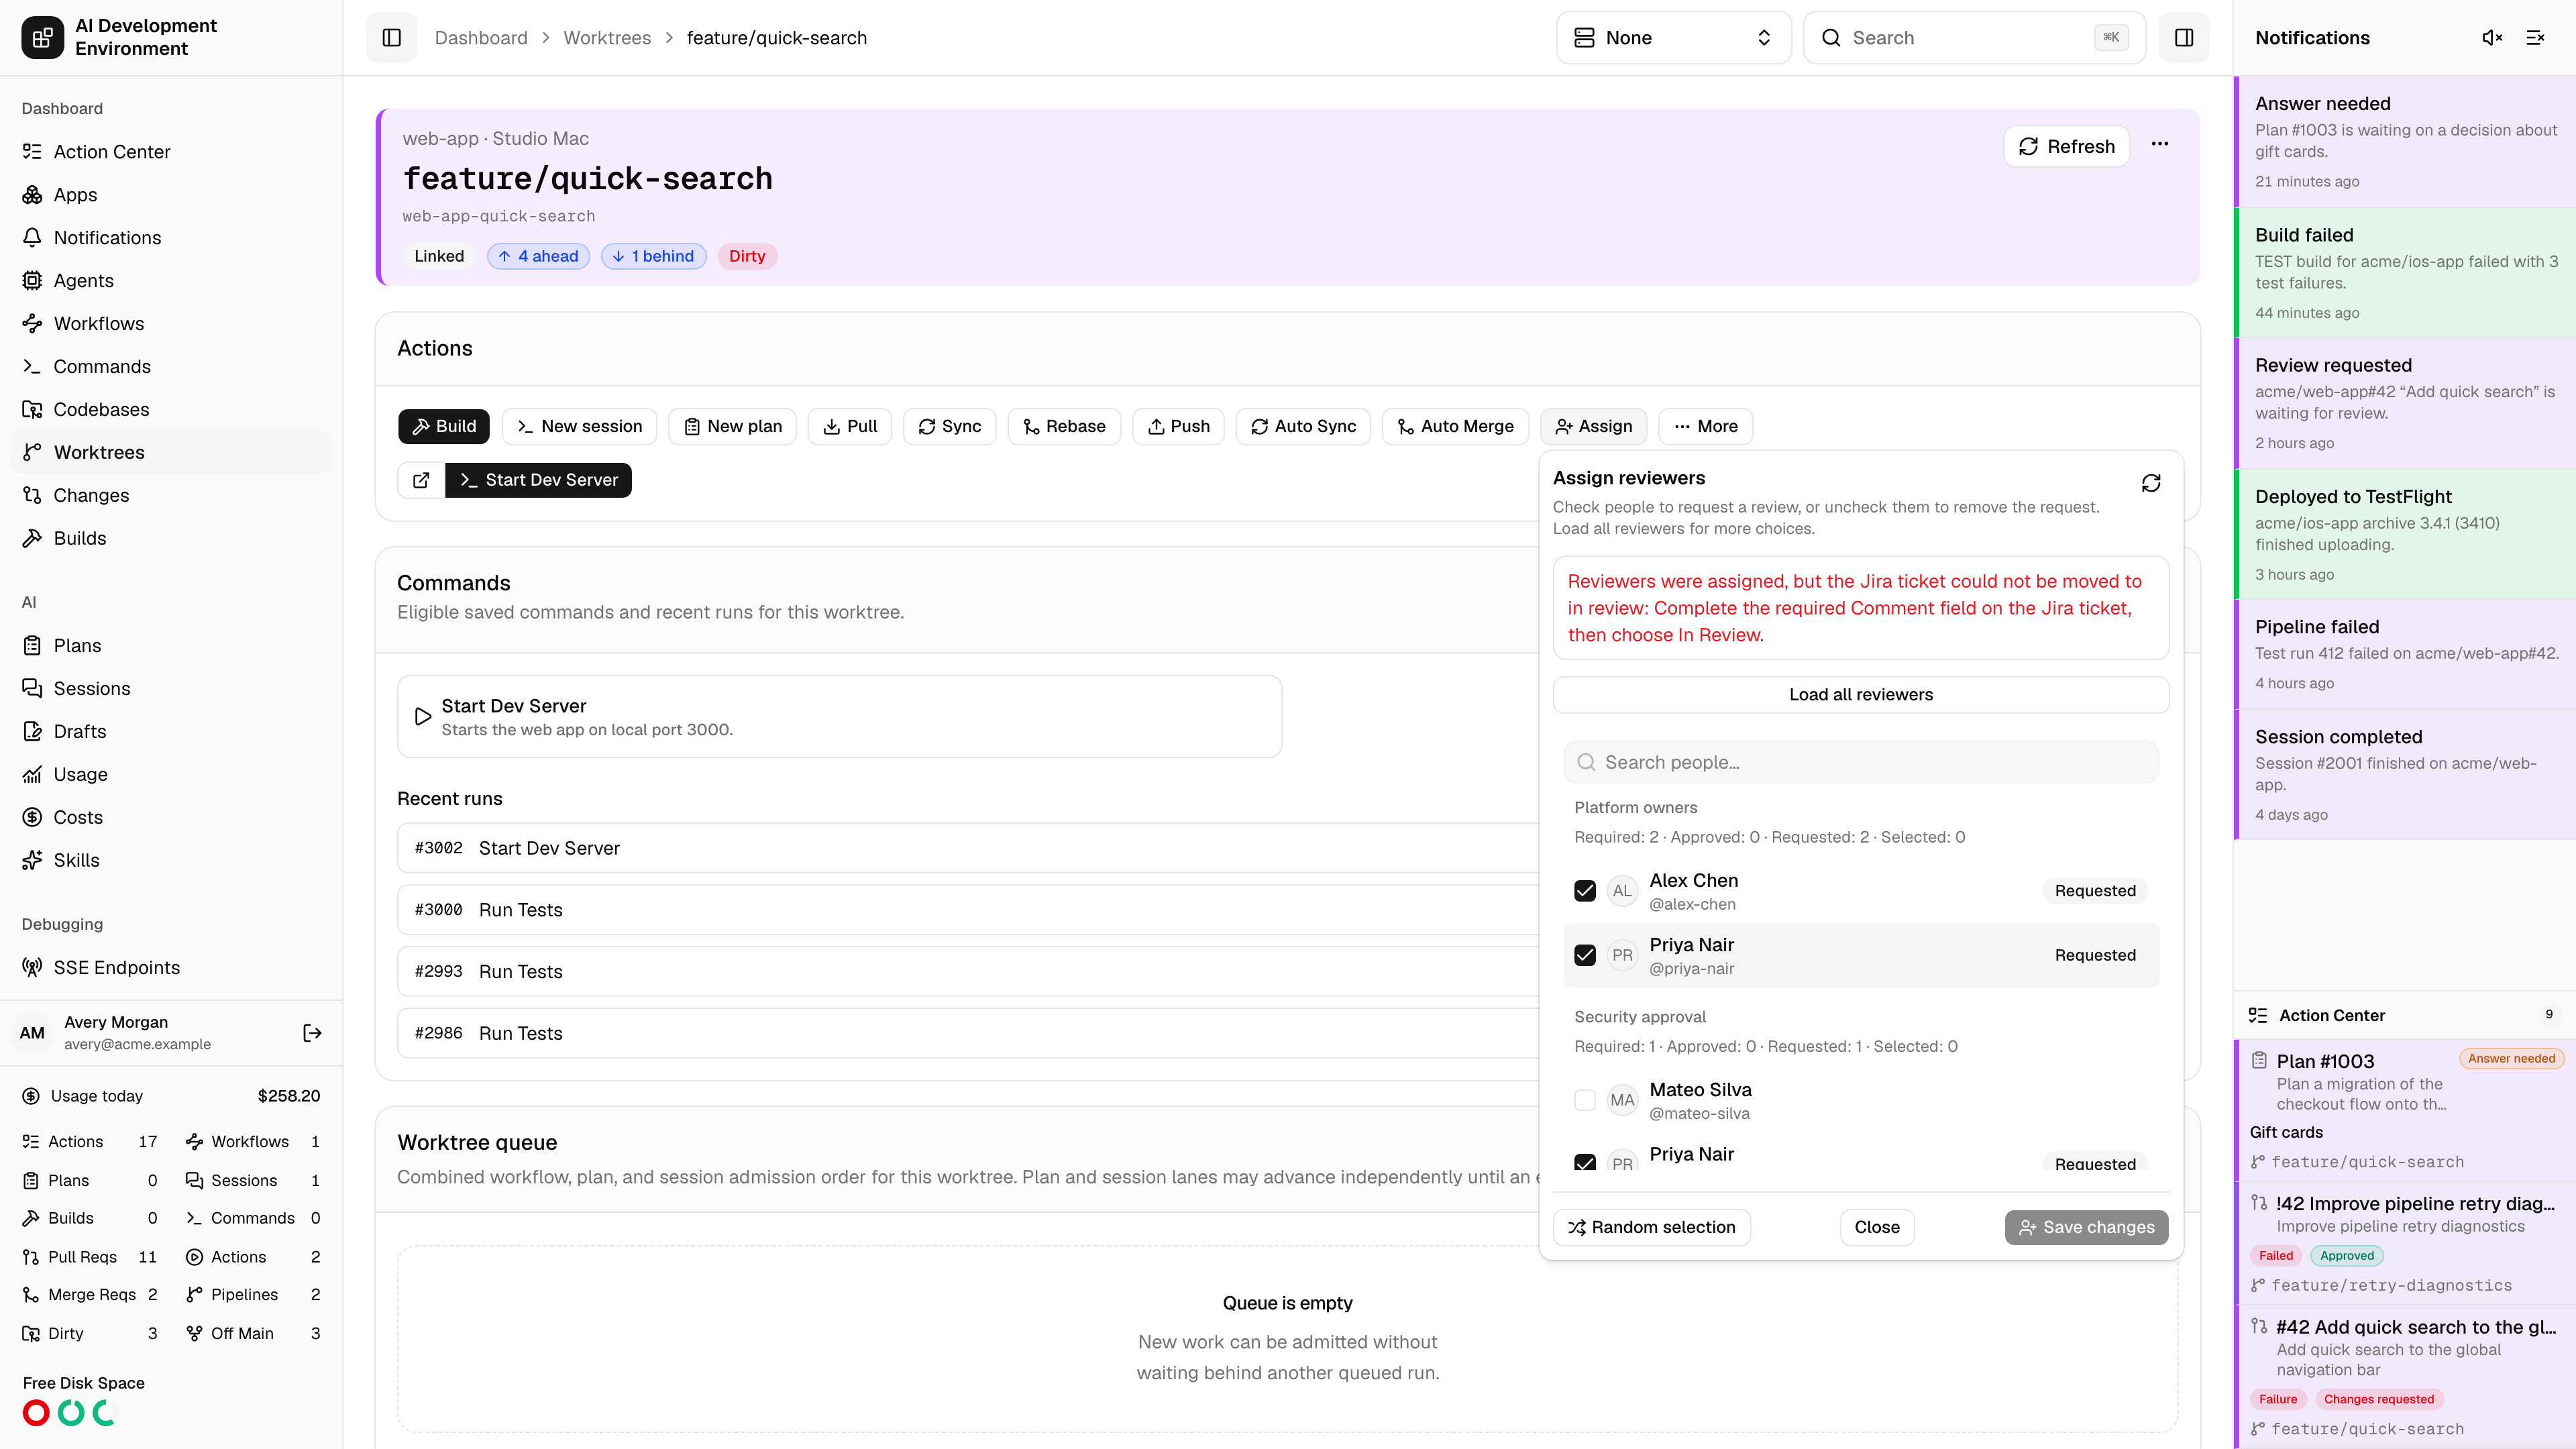 AI Development
Environment
Dashboard
Action Center
Apps
Notifications
Agents
Workflows
Commands
Codebases
Worktrees
Changes
Builds
AI
Plans
Sessions
Drafts
Usage
Costs
Skills
Debugging
SSE Endpoints
AM
Avery Morgan
avery@acme.example
Usage today $258.20
Actions 17 Workflows 1
Plans 0 Sessions 1
Builds 0 Commands 0
Pull Reqs 11 Actions 2
Merge Reqs 2 Pipelines 2
Dirty 3 Off Main 3
Free Disk Space
Dashboard > Worktrees > feature/quick-search
None
Search ⌘K
web-app · Studio Mac
feature/quick-search
web-app-quick-search
Linked ↑ 4 ahead ↓ 1 behind Dirty
Refresh
Actions
Build New session New plan Pull Sync Rebase Push Auto Sync Auto Merge Assign More
Start Dev Server
Commands
Eligible saved commands and recent runs for this worktree.
Start Dev Server
Starts the web app on local port 3000.
Recent runs
#3002 Start Dev Server
#3000 Run Tests
#2993 Run Tests
#2986 Run Tests
Worktree queue
Combined workflow, plan, and session admission order for this worktree. Plan and session lanes may advance independently until an
Queue is empty
New work can be admitted without
waiting behind another queued run.
Assign reviewers
Check people to request a review, or uncheck them to remove the request.
Load all reviewers for more choices.
Reviewers were assigned, but the Jira ticket could not be moved to
in review: Complete the required Comment field on the Jira ticket,
then choose In Review.
Load all reviewers
Search people...
Platform owners
Required: 2 · Approved: 0 · Requested: 2 · Selected: 0
AL Alex Chen
@alex-chen
Requested
PR Priya Nair
@priya-nair
Requested
Security approval
Required: 1 · Approved: 0 · Requested: 1 · Selected: 0
MA Mateo Silva
@mateo-silva
PR Priya Nair
Requested
Random selection Close Save changes
Notifications
Answer needed
Plan #1003 is waiting on a decision about
gift cards.
21 minutes ago
Build failed
TEST build for acme/ios-app failed with 3
test failures.
44 minutes ago
Review requested
acme/web-app#42 “Add quick search” is
waiting for review.
2 hours ago
Deployed to TestFlight
acme/ios-app archive 3.4.1 (3410)
finished uploading.
3 hours ago
Pipeline failed
Test run 412 failed on acme/web-app#42.
4 hours ago
Session completed
Session #2001 finished on acme/web-
app.
4 days ago
Action Center 9
Plan #1003 Answer needed
Plan a migration of the
checkout flow onto th...
Gift cards
feature/quick-search
!42 Improve pipeline retry diag...
Improve pipeline retry diagnostics
Failed Approved
feature/retry-diagnostics
#42 Add quick search to the gl...
Add quick search to the global
navigation bar
Failure Changes requested
feature/quick-search